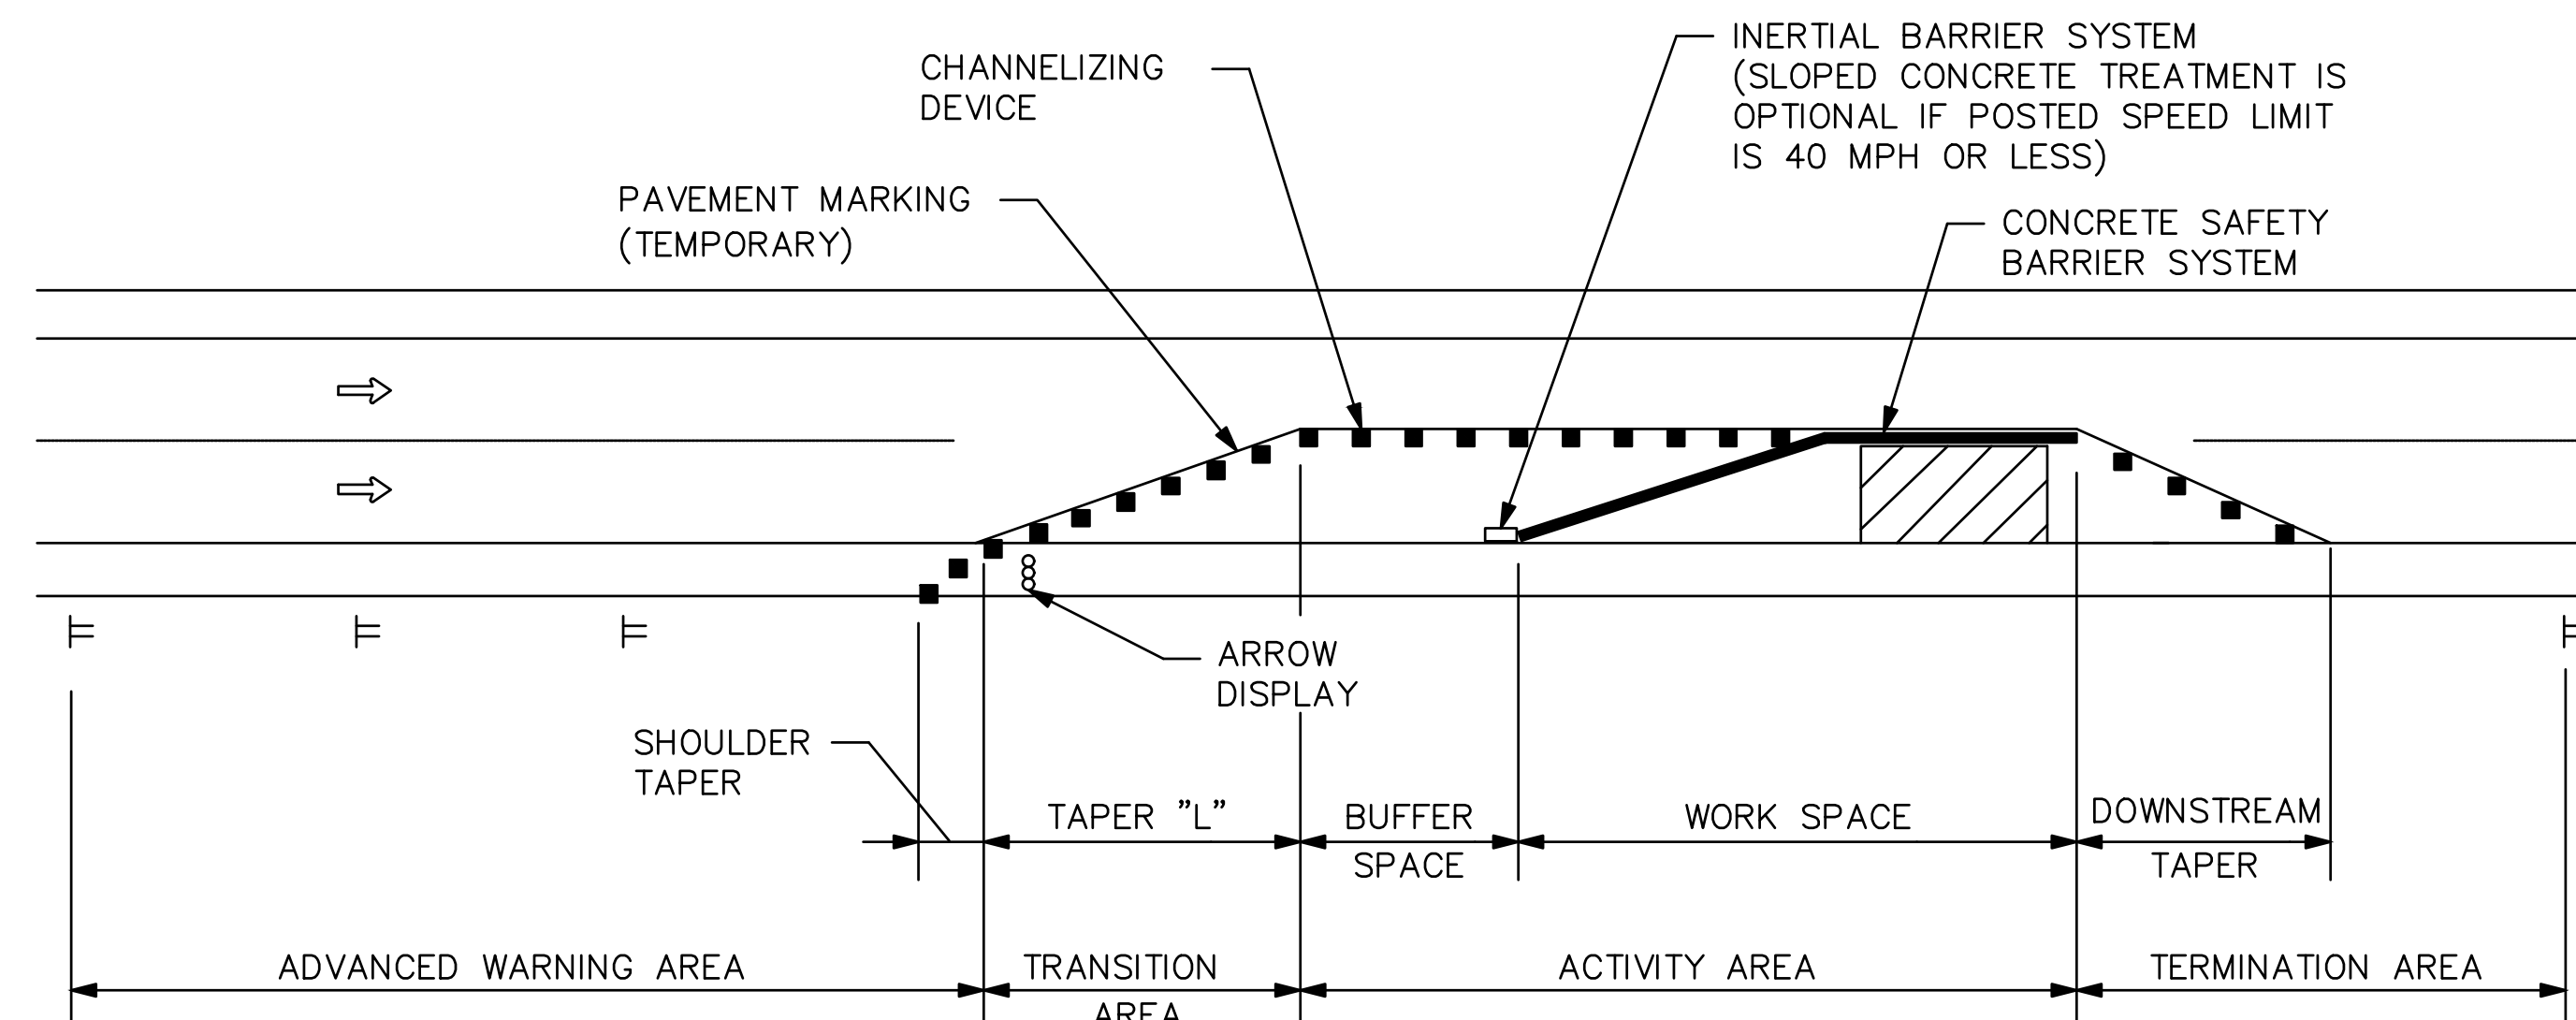 INERTIAL BARRIER SYSTEM
(SLOPED CONCRETE TREATMENT IS
OPTIONAL IF POSTED SPEED LIMIT
IS 40 MPH OR LESS)
CHANNELIZING
DEVICE
PAVEMENT MARKING
(TEMPORARY)
CONCRETE SAFETY
BARRIER SYSTEM
ARROW
DISPLAY
SHOULDER
TAPER
TAPER "L"
BUFFER
SPACE
WORK SPACE
DOWNSTREAM
TAPER
ADVANCED WARNING AREA
TRANSITION
AREA
ACTIVITY AREA
TERMINATION AREA